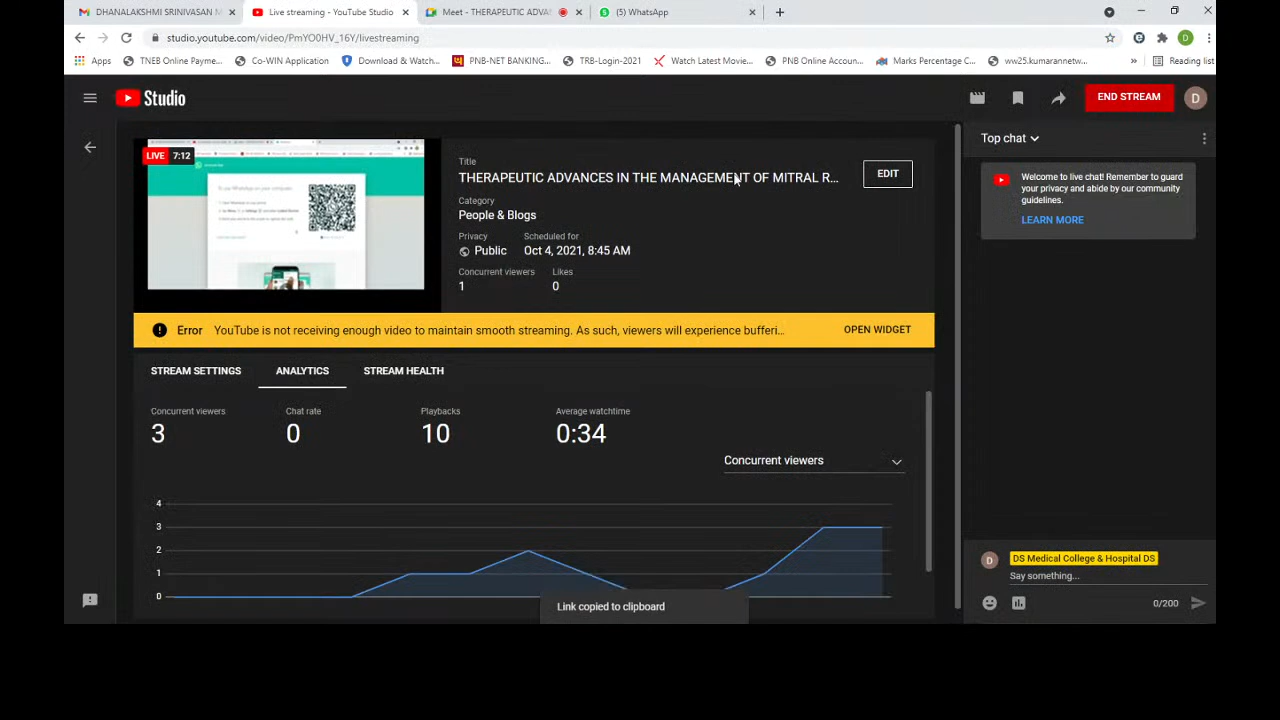 DHANALAKSHMI SRINIVASAN M
Live streaming - YouTube Studio
Meet - THERAPEUTIC ADVA
(5) WhatsApp
studio.youtube.com/video/PmYO0HV_16Y/livestreaming
Apps
TNEB Online Payme...
Co-WIN Application
Download & Watch...
PNB-NET BANKING...
TRB-Login-2021
Watch Latest Movie...
PNB Online Accoun...
Marks Percentage C...
ww25.kumarannetw...
»
Reading list
Studio
END STREAM
D
LIVE 7:12
Title
THERAPEUTIC ADVANCES IN THE MANAGEMENT OF MITRAL R...
EDIT
Category
People & Blogs
Privacy
Public
Scheduled for
Oct 4, 2021, 8:45 AM
Concurrent viewers
1
Likes
0
Top chat
Welcome to live chat! Remember to guard
your privacy and abide by our community
guidelines.
LEARN MORE
Error YouTube is not receiving enough video to maintain smooth streaming. As such, viewers will experience bufferi...
OPEN WIDGET
STREAM SETTINGS
ANALYTICS
STREAM HEALTH
Concurrent viewers
3
Chat rate
0
Playbacks
10
Average watchtime
0:34
Concurrent viewers
4
3
2
1
0
Link copied to clipboard
D
DS Medical College & Hospital DS
Say something...
0/200